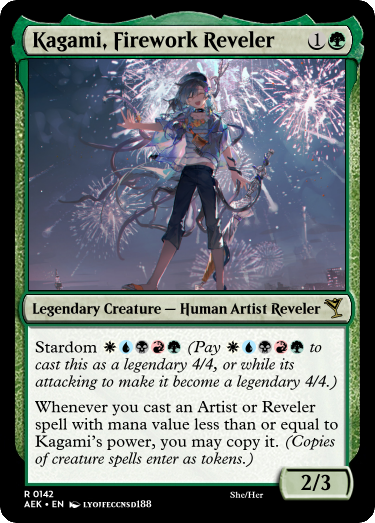 Kagami, Firework Reveler 1
Legendary Creature — Human Artist Reveler
Stardom (Pay to
cast this as a legendary 4/4, or while its
attacking to make it become a legendary 4/4.)
Whenever you cast an Artist or Reveler
spell with mana value less than or equal to
Kagami's power, you may copy it. (Copies
of creature spells enter as tokens.)
2/3
R 0142
AEK • EN LYOJFECCNSD188
She/Her